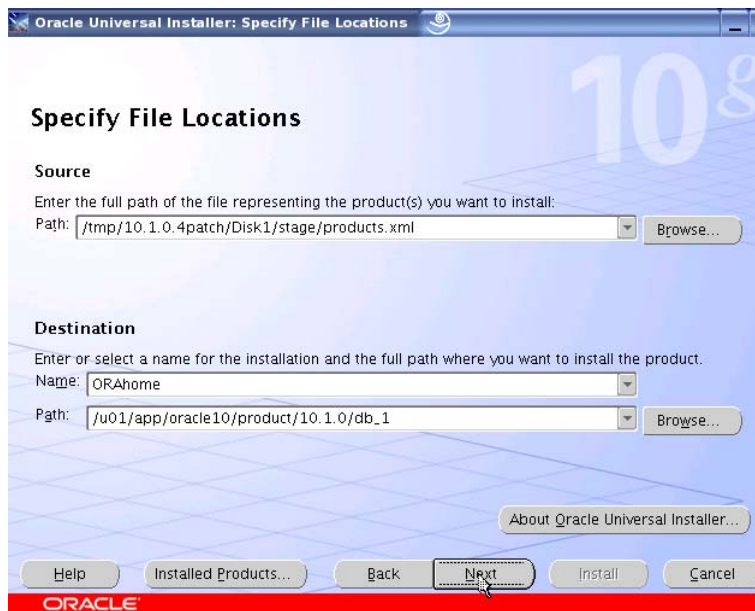 Oracle Universal Installer: Specify File Locations
10g
Specify File Locations
Source
Enter the full path of the file representing the product(s) you want to install:
Path: /tmp/10.1.0.4patch/Disk1/stage/products.xml Browse...
Destination
Enter or select a name for the installation and the full path where you want to install the product.
Name: ORAhome
Path: /u01/app/oracle10/product/10.1.0/db_1 Browse...
About Oracle Universal Installer...
Help Installed Products... Back Next Install Cancel
ORACLE